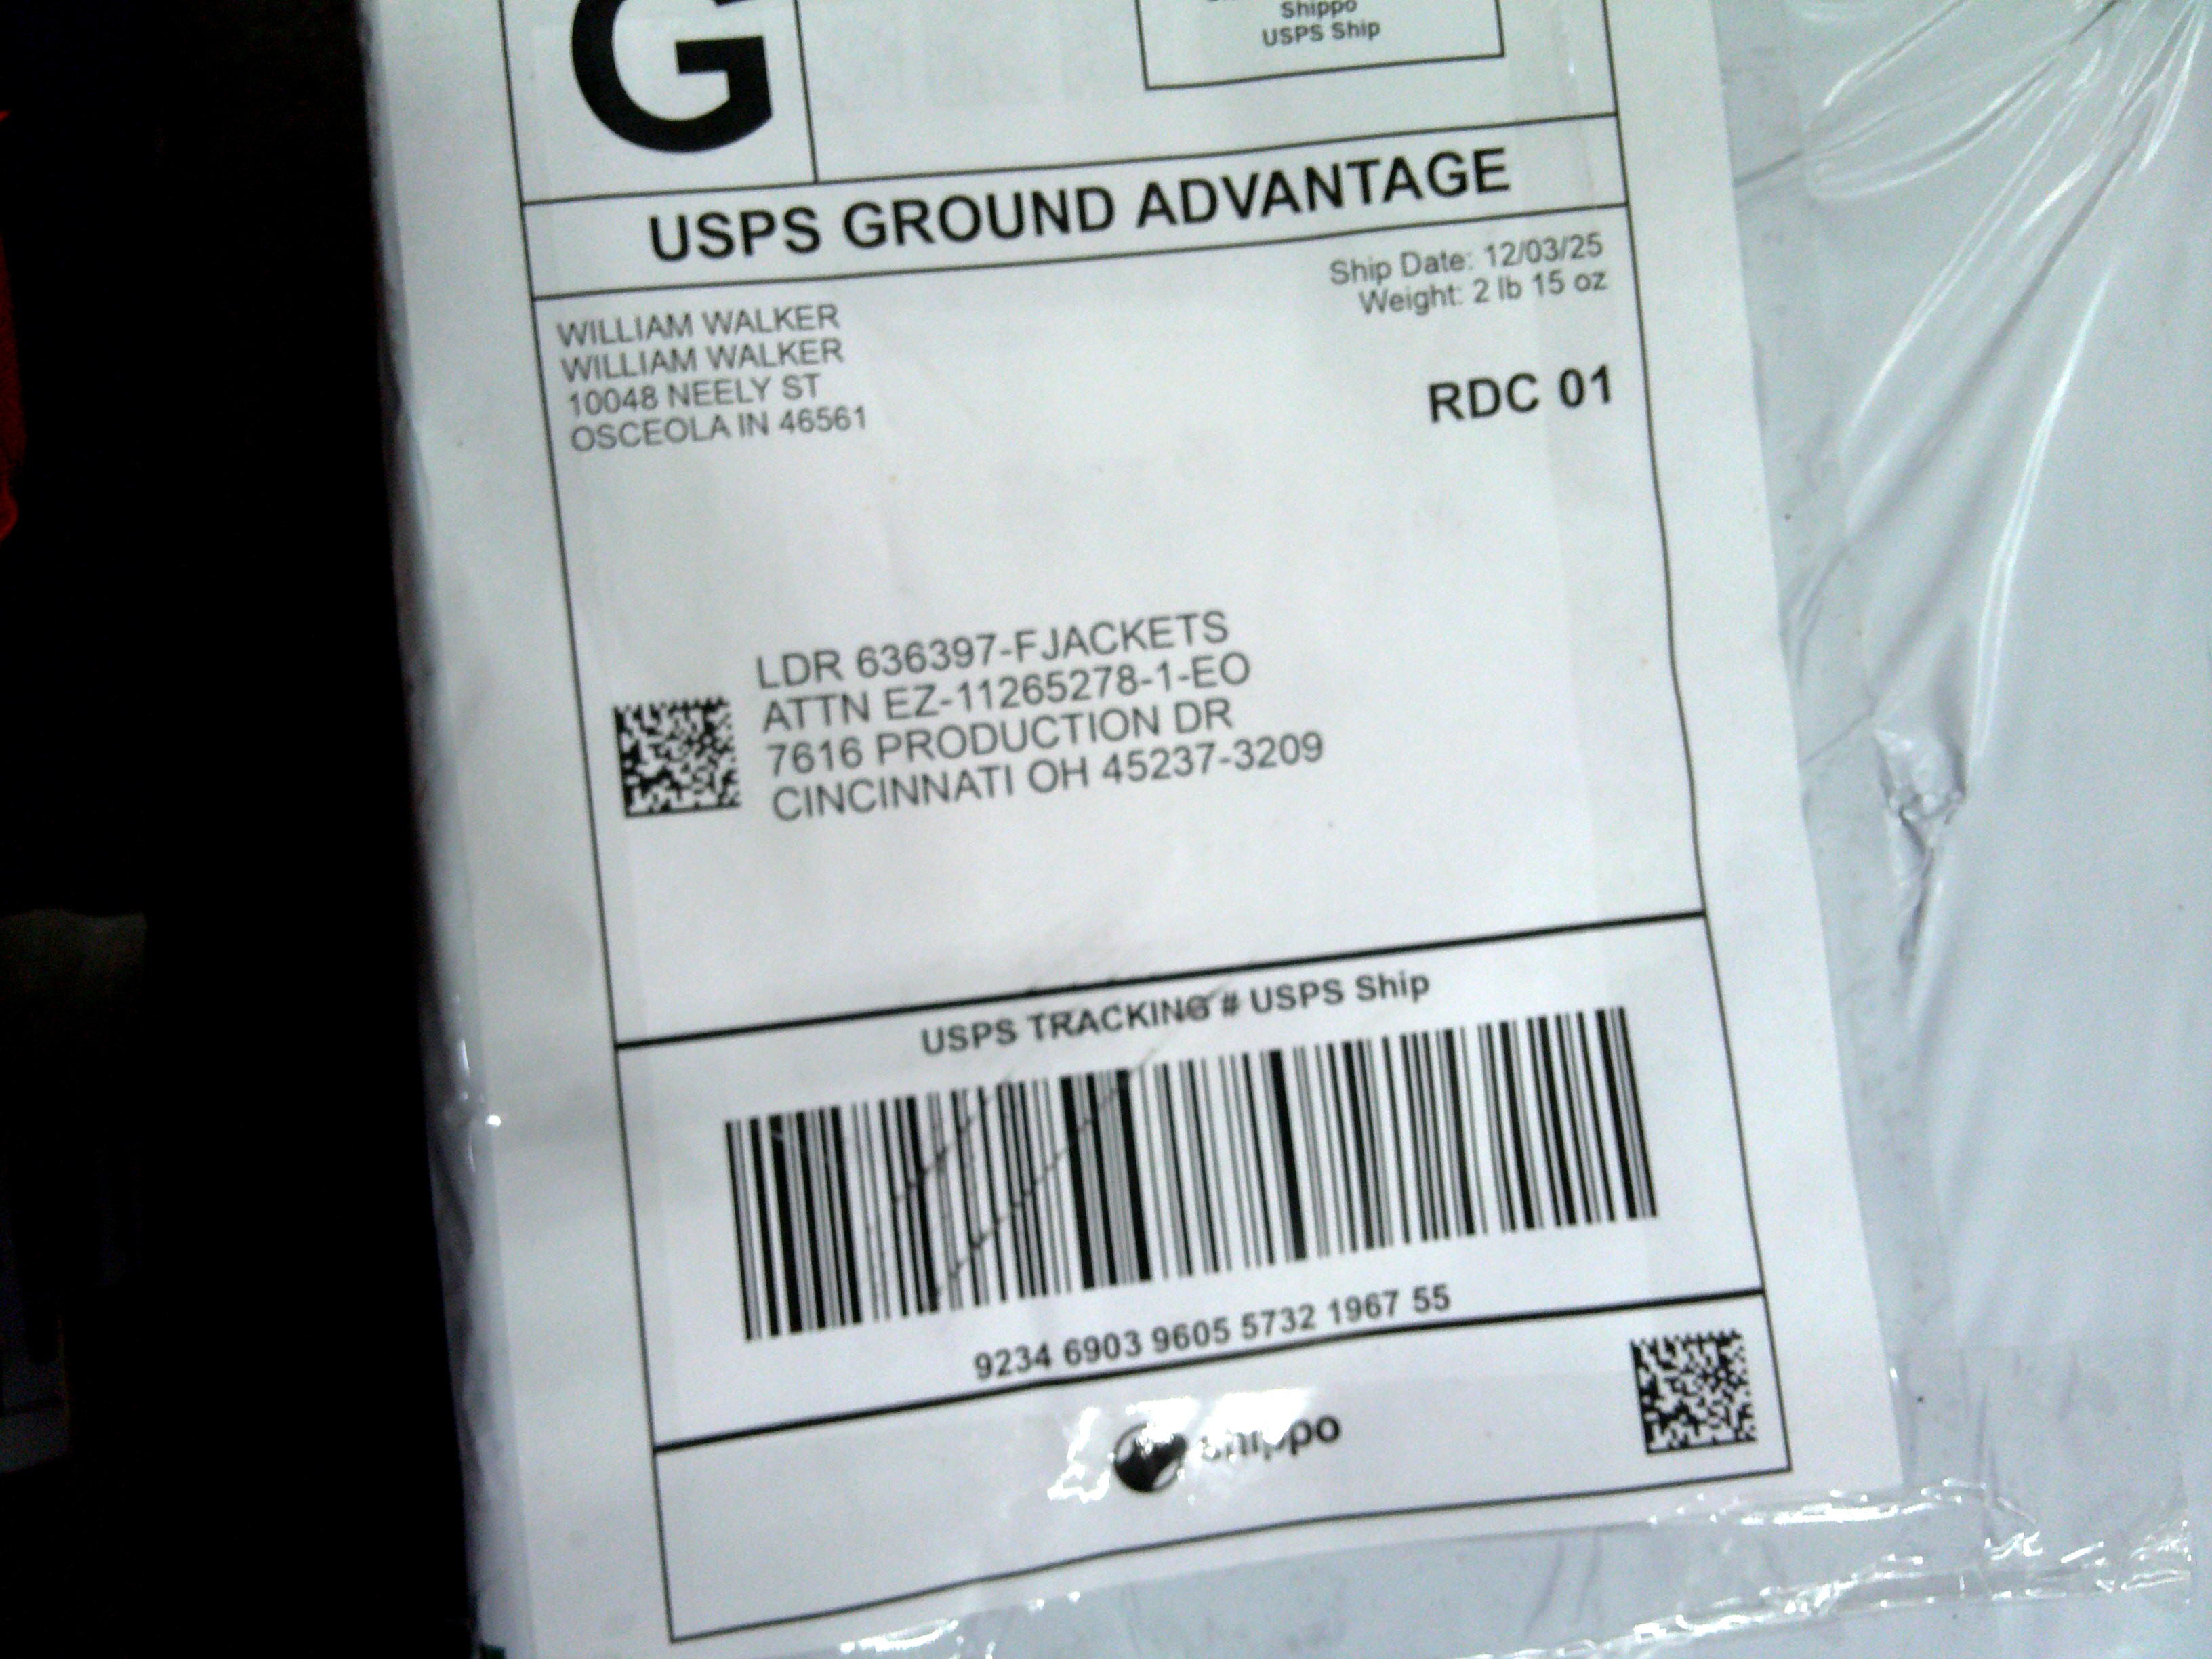 G
Shippo
USPS Ship
USPS GROUND ADVANTAGE
Ship Date: 12/03/25
Weight: 2 lb 15 oz
WILLIAM WALKER
WILLIAM WALKER
10048 NEELY ST
OSCEOLA IN 46561
RDC 01
LDR 636397-FJACKETS
ATTN EZ-11265278-1-EO
7616 PRODUCTION DR
CINCINNATI OH 45237-3209
USPS TRACKING # USPS Ship
9234 6903 9605 5732 1967 55
shippo